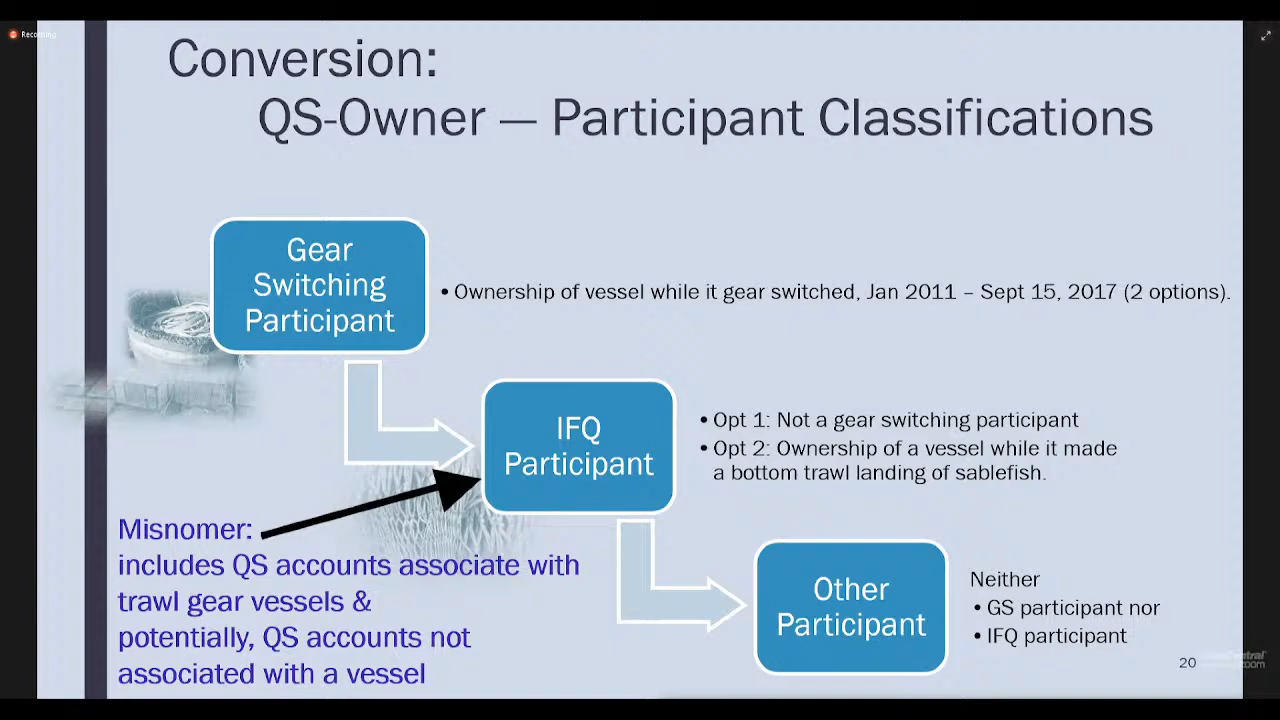 Recording
Conversion:
QS-Owner — Participant Classifications
Gear
Switching
Participant
• Ownership of vessel while it gear switched, Jan 2011 – Sept 15, 2017 (2 options).
IFQ
Participant
• Opt 1: Not a gear switching participant
• Opt 2: Ownership of a vessel while it made
a bottom trawl landing of sablefish.
Misnomer:
includes QS accounts associate with
trawl gear vessels &
potentially, QS accounts not
associated with a vessel
Other
Participant
Neither
• GS participant nor
• IFQ participant
20
zoom